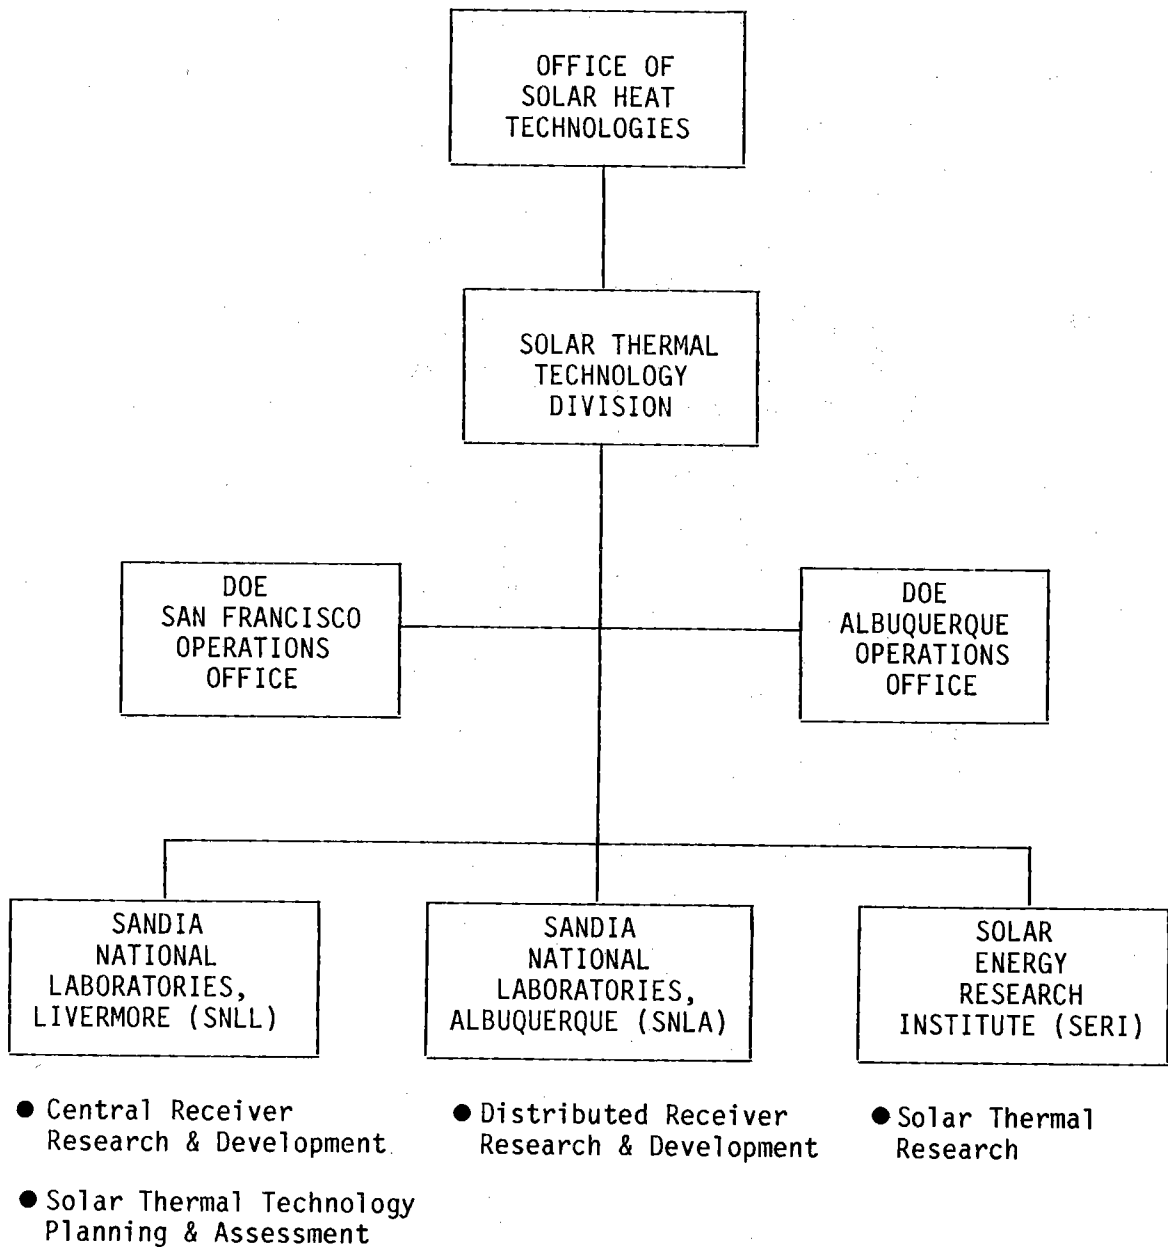 OFFICE OF
SOLAR HEAT
TECHNOLOGIES
SOLAR THERMAL
TECHNOLOGY
DIVISION
DOE
SAN FRANCISCO
OPERATIONS
OFFICE
DOE
ALBUQUERQUE
OPERATIONS
OFFICE
SANDIA
NATIONAL
LABORATORIES,
LIVERMORE (SNLL)
SANDIA
NATIONAL
LABORATORIES,
ALBUQUERQUE (SNLA)
SOLAR
ENERGY
RESEARCH
INSTITUTE (SERI)
● Central Receiver
Research & Development
● Solar Thermal Technology
Planning & Assessment
● Distributed Receiver
Research & Development
● Solar Thermal
Research